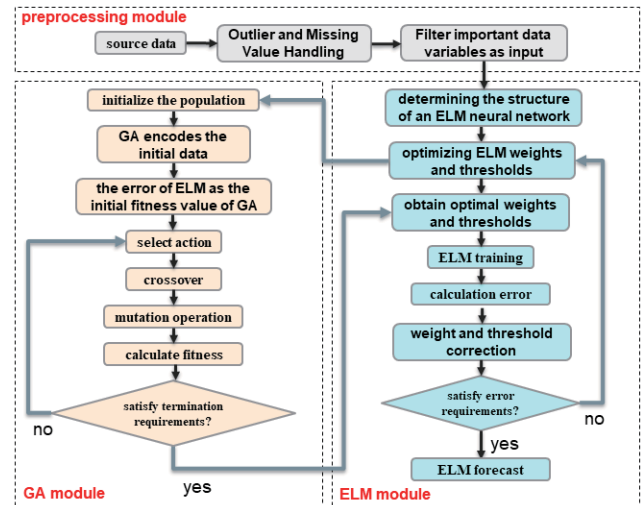 preprocessing module
source data
Outlier and Missing
Value Handling
Filter important data
variables as input
initialize the population
GA encodes the
initial data
the error of ELM as the
initial fitness value of GA
select action
crossover
mutation operation
calculate fitness
satisfy termination
requirements?
no
yes
GA module
determining the structure
of an ELM neural network
optimizing ELM weights
and thresholds
obtain optimal weights
and thresholds
ELM training
calculation error
weight and threshold
correction
satisfy error
requirements?
no
yes
ELM forecast
ELM module